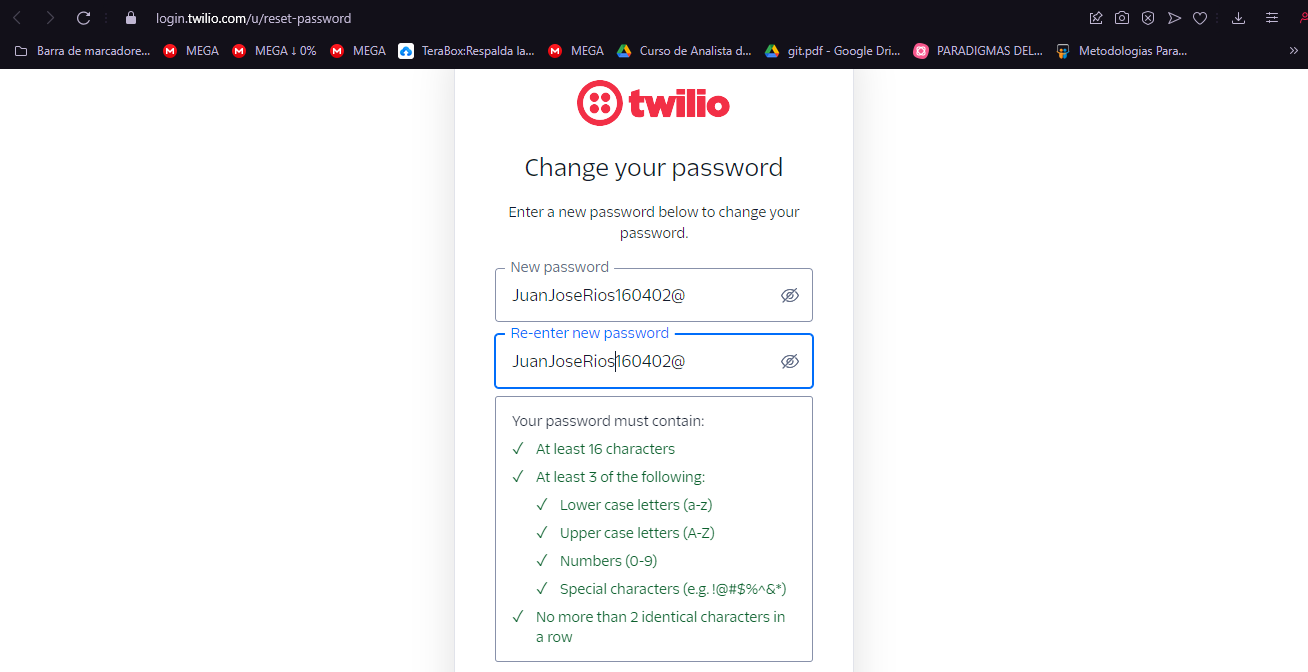 login.twilio.com/u/reset-password
Barra de marcadore... MEGA MEGA ↓ 0% MEGA TeraBox:Respalda la... MEGA Curso de Analista d... git.pdf - Google Dri... PARADIGMAS DEL... Metodologias Para... »
twilio
Change your password
Enter a new password below to change your
password.
New password
JuanJoseRios160402@
Re-enter new password
JuanJoseRios160402@
Your password must contain:
✓ At least 16 characters
✓ At least 3 of the following:
✓ Lower case letters (a-z)
✓ Upper case letters (A-Z)
✓ Numbers (0-9)
✓ Special characters (e.g. !@#$%^&*)
✓ No more than 2 identical characters in
a row